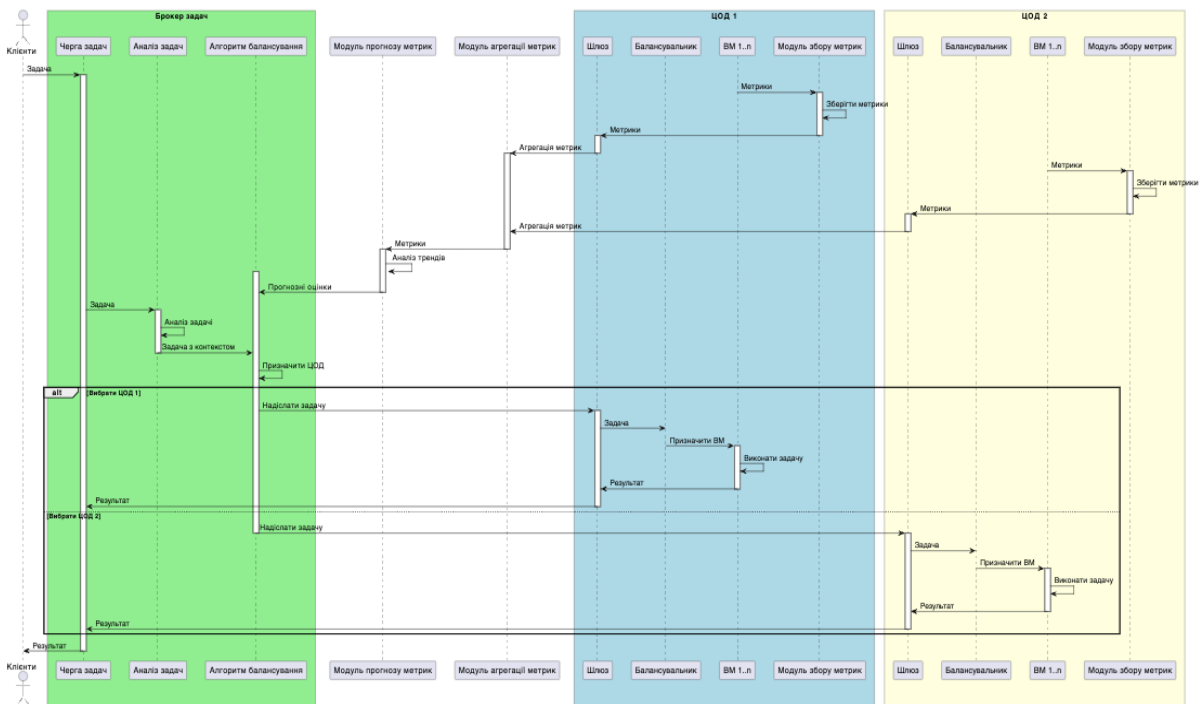 Брокер задач ЦОД 1 ЦОД 2
Клієнти Черга задач Аналіз задач Алгоритм балансування Модуль прогнозу метрик Модуль агрегації метрик Шлюз Балансувальник ВМ 1..n Модуль збору метрик Шлюз Балансувальник ВМ 1..n Модуль збору метрик
Задача
Метрики
Зберігти метрики
Метрики
Агрегація метрик
Метрики
Зберігти метрики
Метрики
Агрегація метрик
Метрики
Аналіз трендів
Прогнозні оцінки
Задача
Аналіз задачі
Задача з контекстом
Призначити ЦОД
alt [Вибрати ЦОД 1]
Надіслати задачу
Задача
Призначити ВМ
Виконати задачу
Результат
Результат
[Вибрати ЦОД 2]
Надіслати задачу
Задача
Призначити ВМ
Виконати задачу
Результат
Результат
Результат
Клієнти Черга задач Аналіз задач Алгоритм балансування Модуль прогнозу метрик Модуль агрегації метрик Шлюз Балансувальник ВМ 1..n Модуль збору метрик Шлюз Балансувальник ВМ 1..n Модуль збору метрик